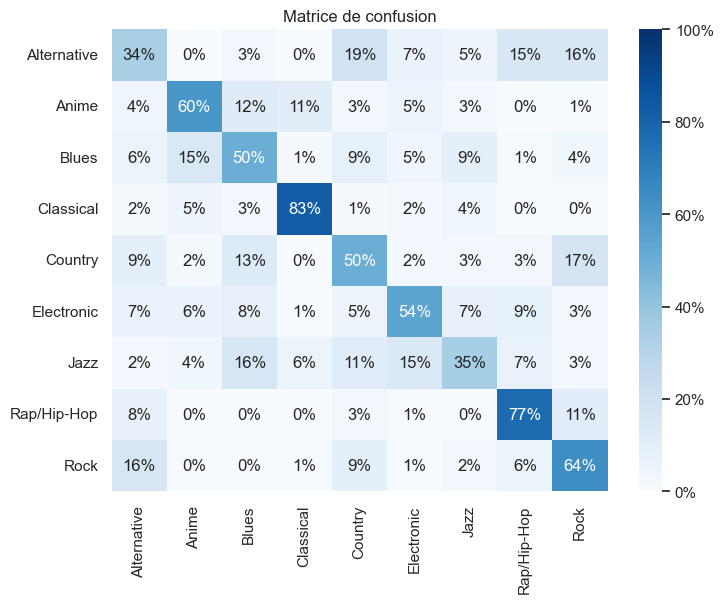 Matrice de confusion
Alternative 34% 0% 3% 0% 19% 7% 5% 15% 16%
Anime 4% 60% 12% 11% 3% 5% 3% 0% 1%
Blues 6% 15% 50% 1% 9% 5% 9% 1% 4%
Classical 2% 5% 3% 83% 1% 2% 4% 0% 0%
Country 9% 2% 13% 0% 50% 2% 3% 3% 17%
Electronic 7% 6% 8% 1% 5% 54% 7% 9% 3%
Jazz 2% 4% 16% 6% 11% 15% 35% 7% 3%
Rap/Hip-Hop 8% 0% 0% 0% 3% 1% 0% 77% 11%
Rock 16% 0% 0% 1% 9% 1% 2% 6% 64%
Alternative
Anime
Blues
Classical
Country
Electronic
Jazz
Rap/Hip-Hop
Rock
100%
80%
60%
40%
20%
0%